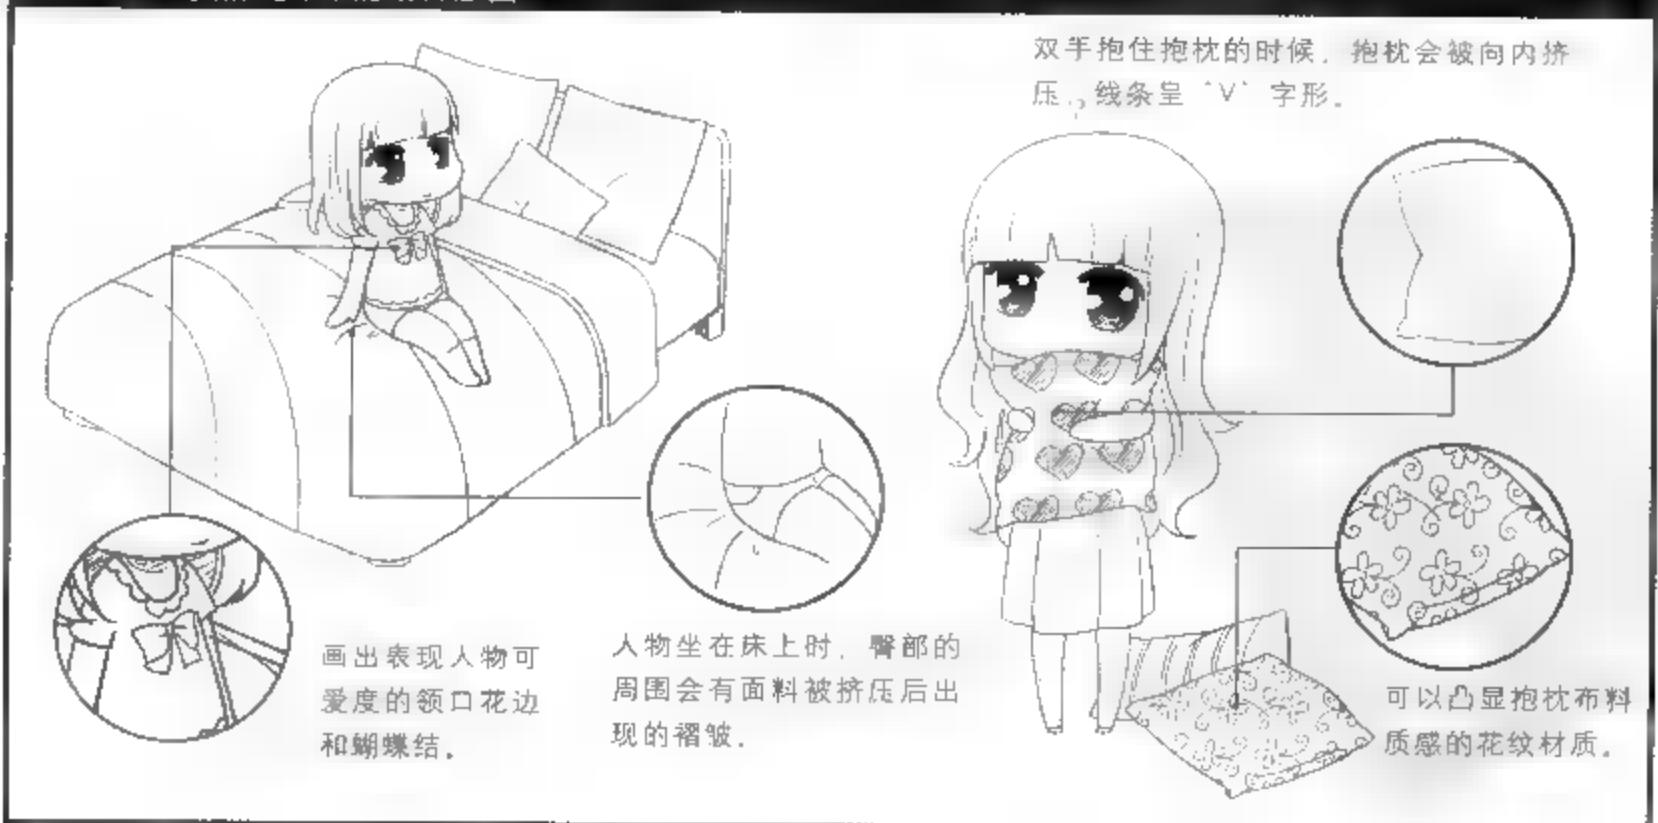 双手抱住抱枕的时候，抱枕会被向内挤
压，线条呈“V”字形。
画出表现人物可
爱度的领口花边
和蝴蝶结。
人物坐在床上时，臀部的
周围会有面料被挤压后出
现的褶皱。
可以凸显抱枕布料
质感的花纹材质。